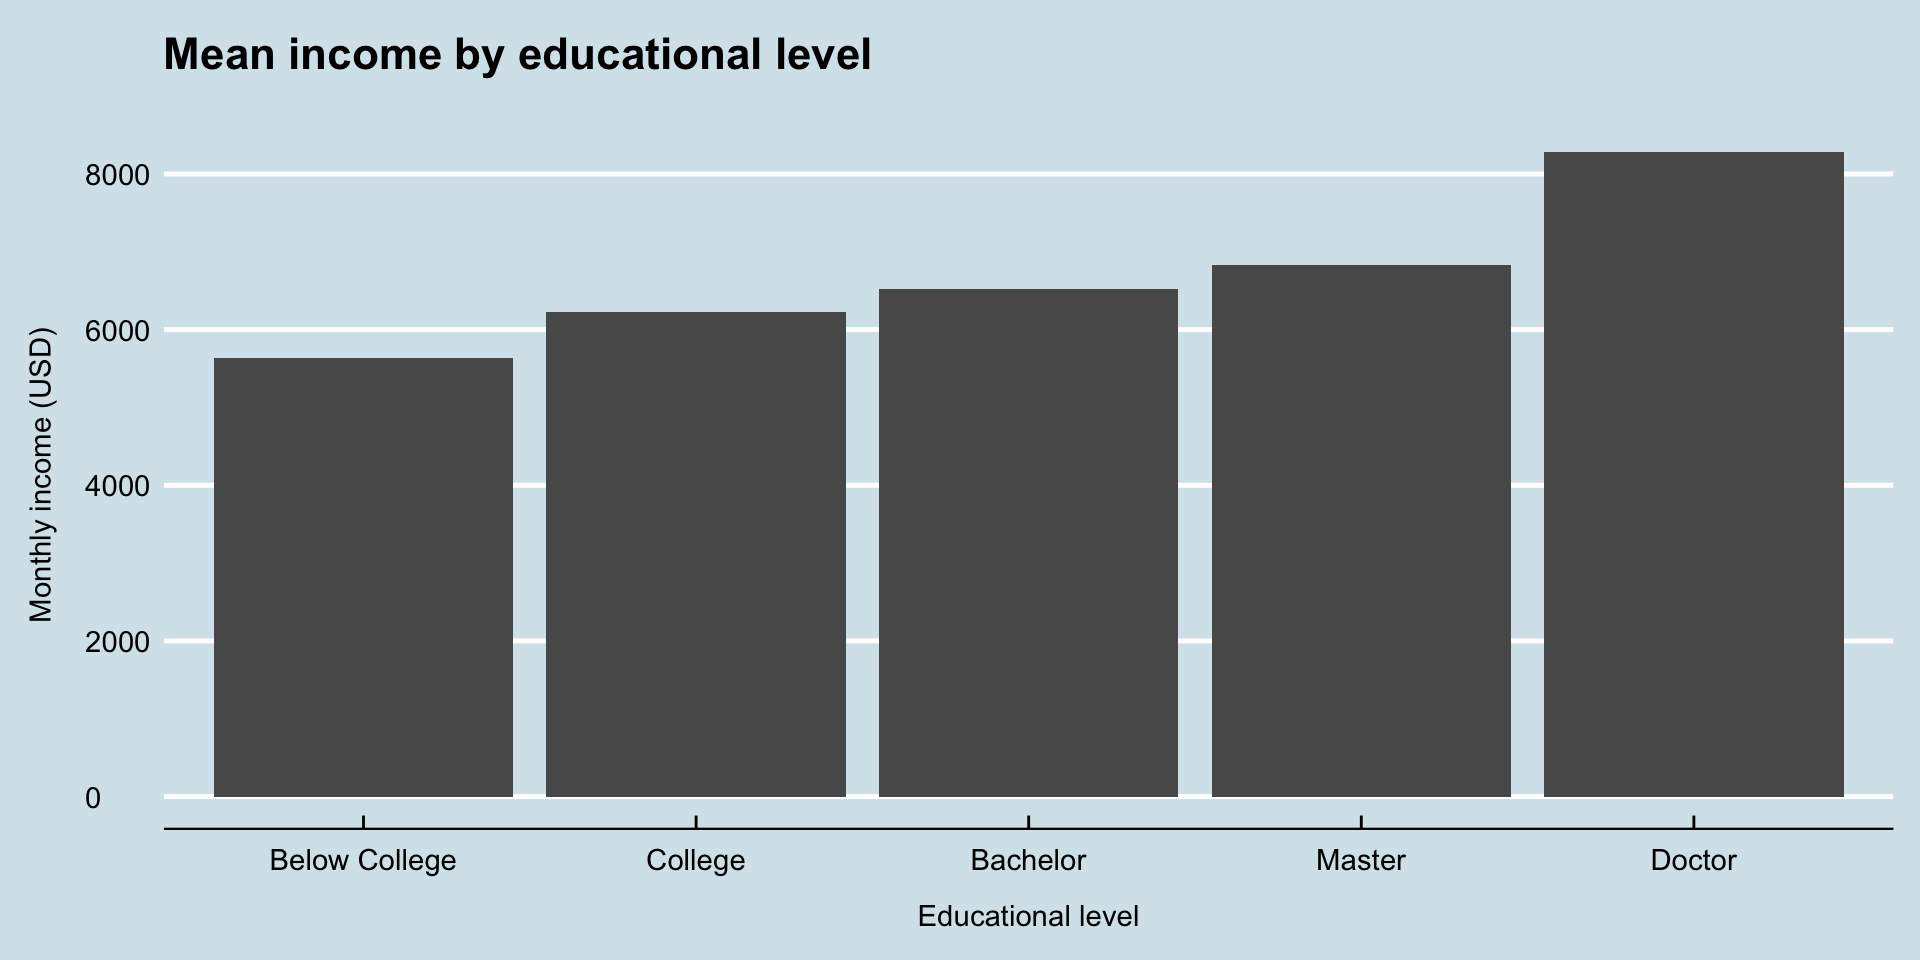 Mean income by educational level
Monthly income (USD)
8000
6000
4000
2000
0
Below College
College
Bachelor
Master
Doctor
Educational level